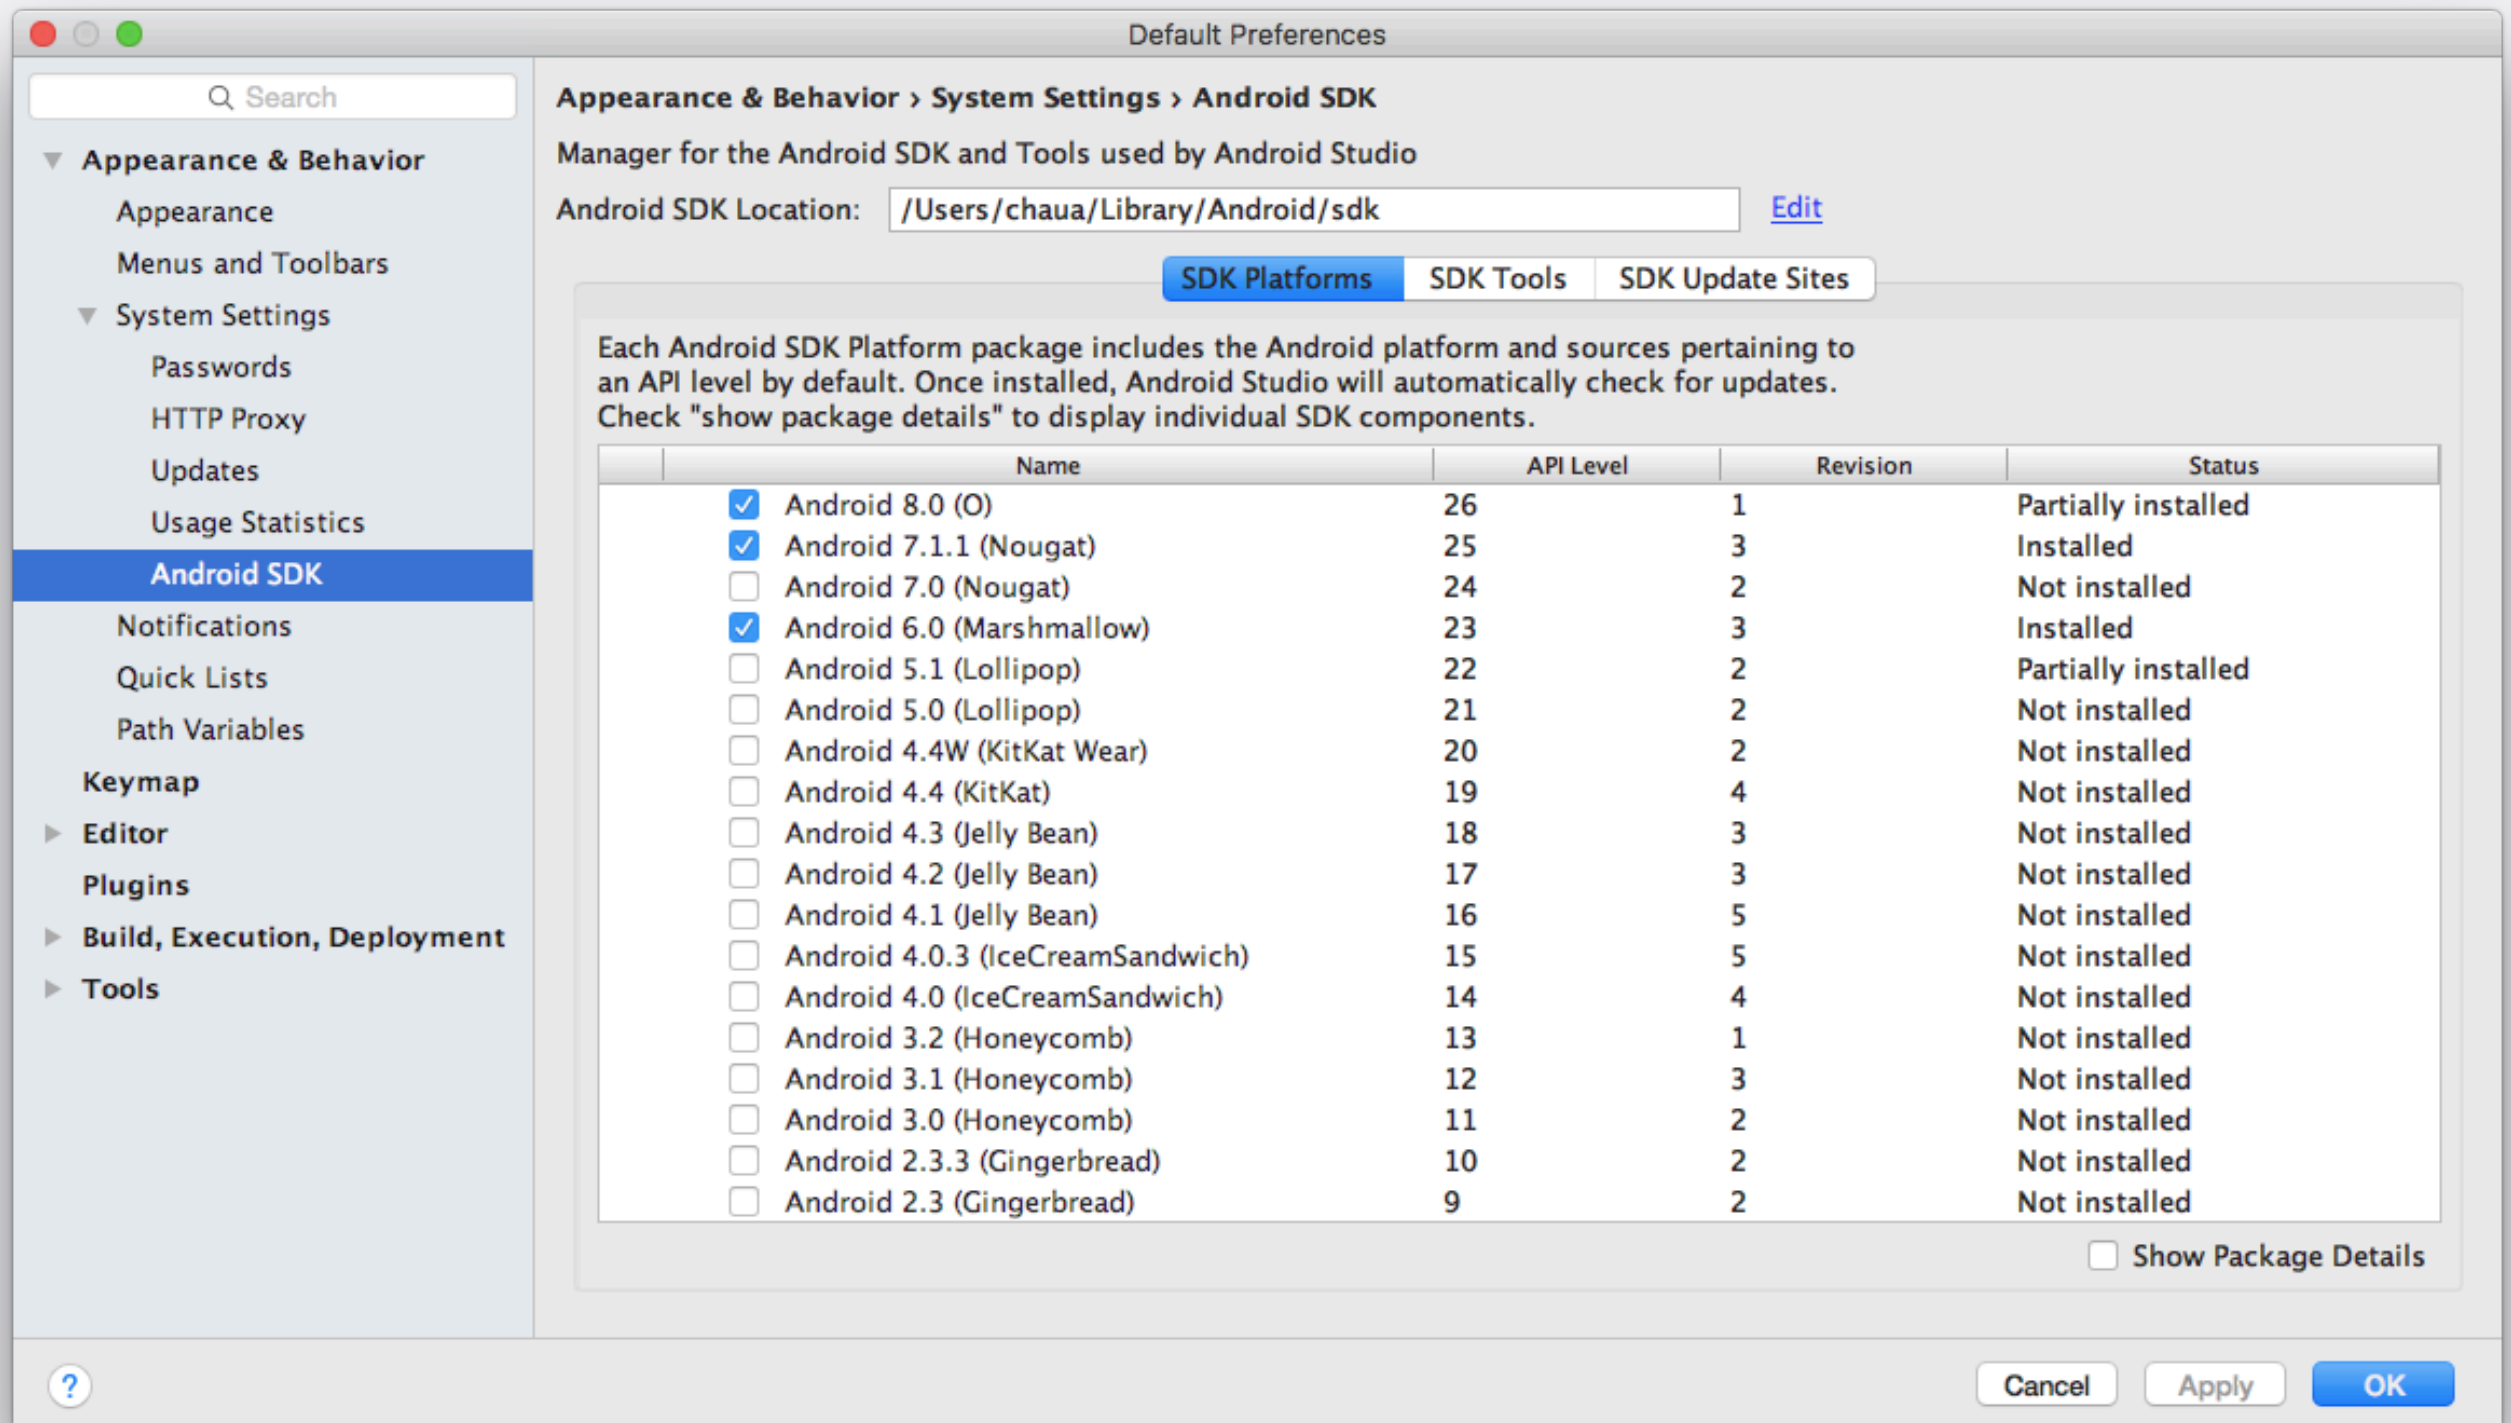 Default Preferences
Search
Appearance & Behavior
Appearance
Menus and Toolbars
System Settings
Passwords
HTTP Proxy
Updates
Usage Statistics
Android SDK
Notifications
Quick Lists
Path Variables
Keymap
Editor
Plugins
Build, Execution, Deployment
Tools
Appearance & Behavior › System Settings › Android SDK
Manager for the Android SDK and Tools used by Android Studio
Android SDK Location: /Users/chaua/Library/Android/sdk Edit
SDK Platforms SDK Tools SDK Update Sites
Each Android SDK Platform package includes the Android platform and sources pertaining to
an API level by default. Once installed, Android Studio will automatically check for updates.
Check "show package details" to display individual SDK components.
Name API Level Revision Status
Android 8.0 (O) 26 1 Partially installed
Android 7.1.1 (Nougat) 25 3 Installed
Android 7.0 (Nougat) 24 2 Not installed
Android 6.0 (Marshmallow) 23 3 Installed
Android 5.1 (Lollipop) 22 2 Partially installed
Android 5.0 (Lollipop) 21 2 Not installed
Android 4.4W (KitKat Wear) 20 2 Not installed
Android 4.4 (KitKat) 19 4 Not installed
Android 4.3 (Jelly Bean) 18 3 Not installed
Android 4.2 (Jelly Bean) 17 3 Not installed
Android 4.1 (Jelly Bean) 16 5 Not installed
Android 4.0.3 (IceCreamSandwich) 15 5 Not installed
Android 4.0 (IceCreamSandwich) 14 4 Not installed
Android 3.2 (Honeycomb) 13 1 Not installed
Android 3.1 (Honeycomb) 12 3 Not installed
Android 3.0 (Honeycomb) 11 2 Not installed
Android 2.3.3 (Gingerbread) 10 2 Not installed
Android 2.3 (Gingerbread) 9 2 Not installed
Show Package Details
? Cancel Apply OK